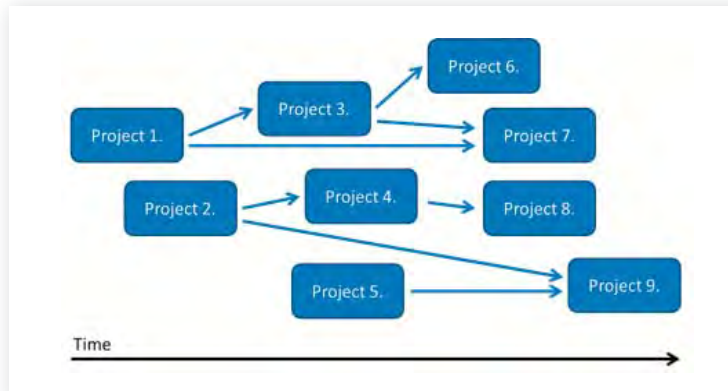 Project 6.
Project 3.
Project 1.
Project 7.
Project 4.
Project 2.
Project 8.
Project 5.
Project 9.
Time